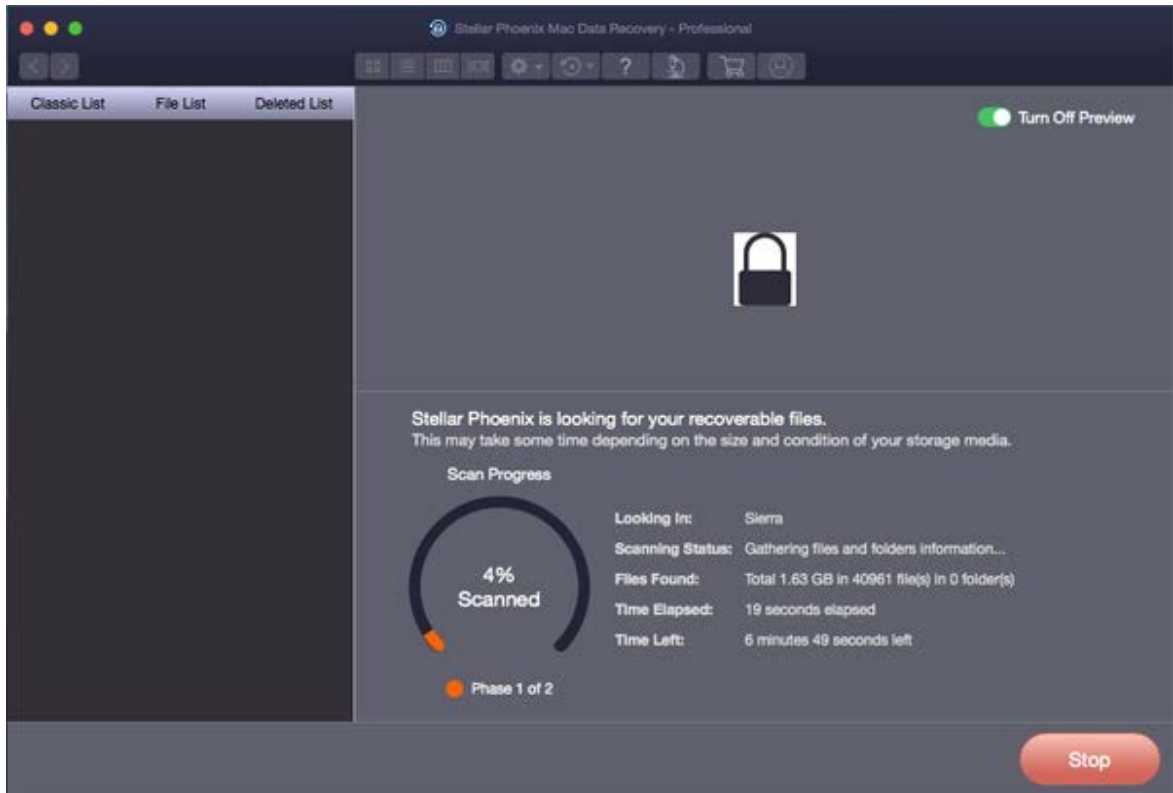 Stellar Phoenix Mac Data Recovery - Professional
?
Classic List File List Deleted List
Turn Off Preview
Stellar Phoenix is looking for your recoverable files.
This may take some time depending on the size and condition of your storage media.
Scan Progress
4%
Scanned
Looking In: Sierra
Scanning Status: Gathering files and folders information...
Files Found: Total 1.63 GB in 40961 file(s) in 0 folder(s)
Time Elapsed: 19 seconds elapsed
Time Left: 6 minutes 49 seconds left
Phase 1 of 2
Stop